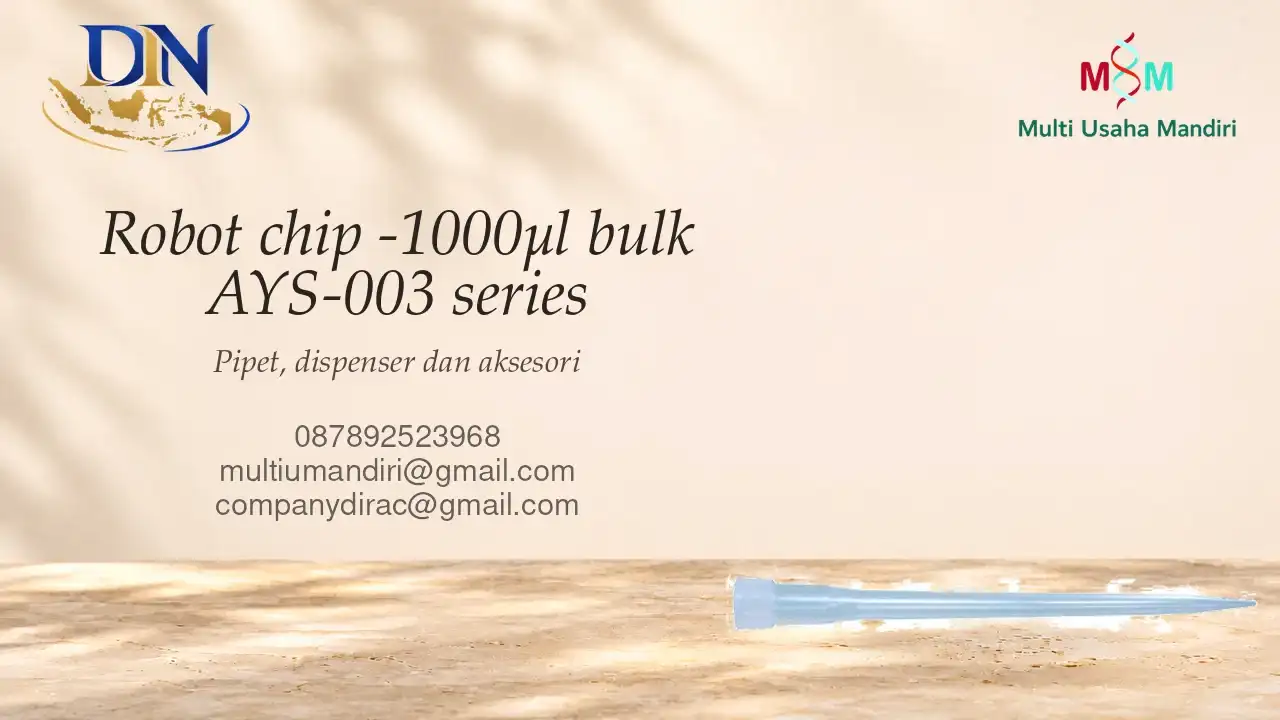 DIN
MSM
Multi Usaha Mandiri
Robot chip -1000µl bulk
AYS-003 series
Pipet, dispenser dan aksesori
087892523968
multiumandiri@gmail.com
companydirac@gmail.com